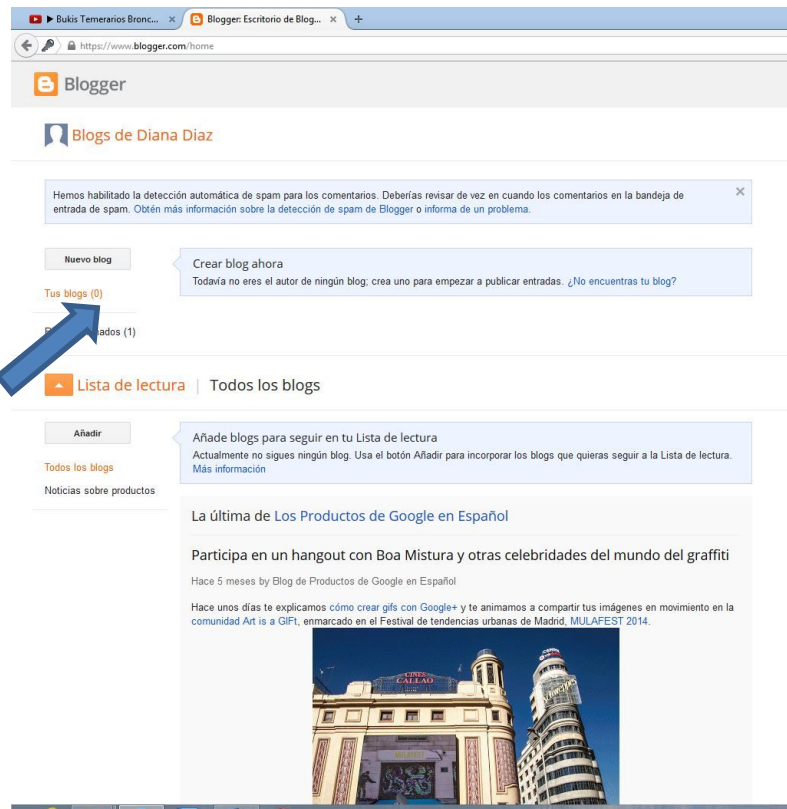 ▶ Bukis Temerarios Bronc... ×
Blogger: Escritorio de Blog... × +
https://www.blogger.com/home
Blogger
Blogs de Diana Diaz
Hemos habilitado la detección automática de spam para los comentarios. Deberías revisar de vez en cuando los comentarios en la bandeja de
entrada de spam. Obtén más información sobre la detección de spam de Blogger o informa de un problema.
Nuevo blog
Crear blog ahora
Todavía no eres el autor de ningún blog; crea uno para empezar a publicar entradas. ¿No encuentras tu blog?
Tus blogs (0)
ados (1)
Lista de lectura | Todos los blogs
Añadir
Añade blogs para seguir en tu Lista de lectura
Actualmente no sigues ningún blog. Usa el botón Añadir para incorporar los blogs que quieras seguir a la Lista de lectura.
Más información
Todos los blogs
Noticias sobre productos
La última de Los Productos de Google en Español
Participa en un hangout con Boa Mistura y otras celebridades del mundo del graffiti
Hace 5 meses by Blog de Productos de Google en Español
Hace unos días te explicamos cómo crear gifs con Google+ y te animamos a compartir tus imágenes en movimiento en la
comunidad Art is a GIFt, enmarcado en el Festival de tendencias urbanas de Madrid, MULAFEST 2014.
CINES
CALLAO
MULAFEST